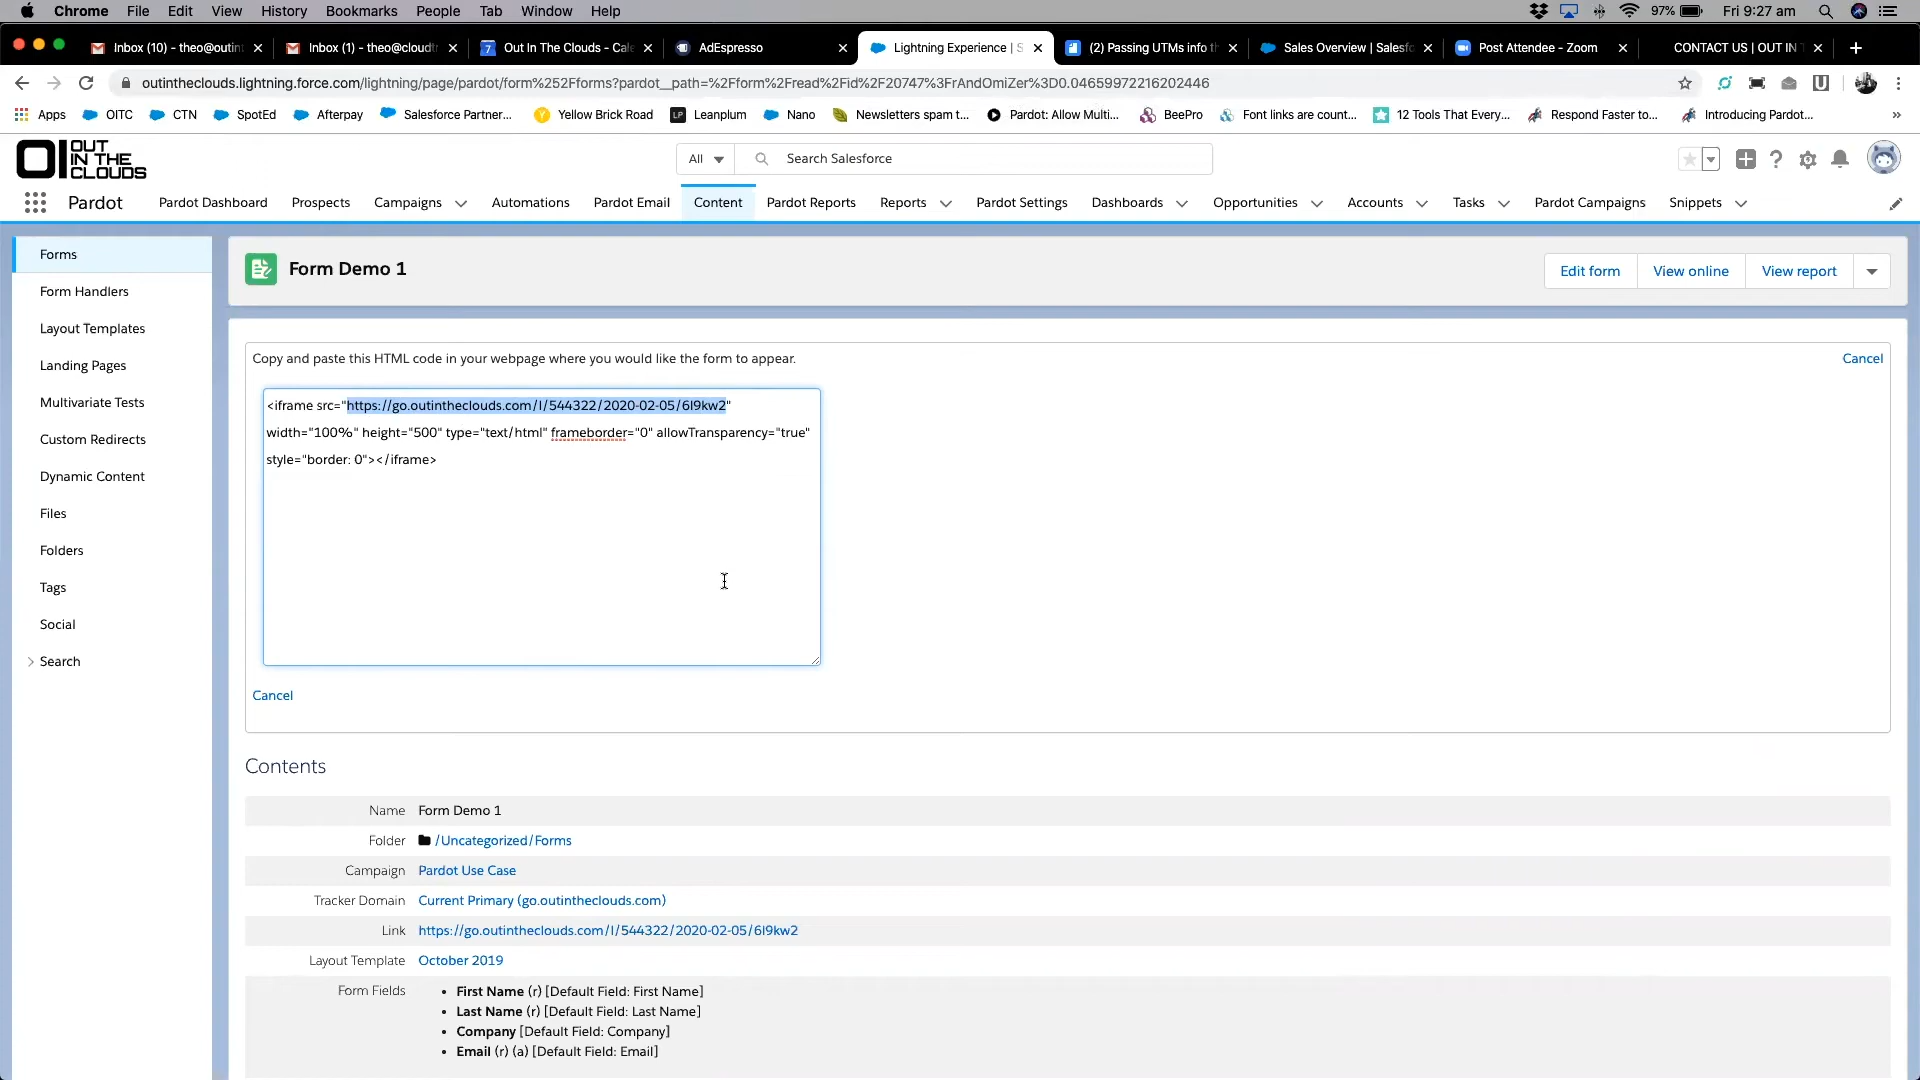 Chrome File Edit View History Bookmarks People Tab Window Help 97% Fri 9:27 am
Inbox (10) - theo@outin Inbox (1) - theo@cloudt Out In The Clouds - Cale AdEspresso Lightning Experience | S (2) Passing UTMs info th Sales Overview | Salesfo Post Attendee - Zoom CONTACT US | OUT IN T
outintheclouds.lightning.force.com/lightning/page/pardot/form%252Fforms?pardot__path=%2Fform%2Fread%2Fid%2F20747%3FrAndOmiZer%3D0.04659972216202446
Apps OITC CTN SpotEd Afterpay Salesforce Partner... Yellow Brick Road LP Leanplum Nano Newsletters spam t... Pardot: Allow Multi... BeePro Font links are count... 12 Tools That Every... Respond Faster to... Introducing Pardot... »
OI OUT IN THE CLOUDS
All Search Salesforce
Pardot Pardot Dashboard Prospects Campaigns Automations Pardot Email Content Pardot Reports Reports Pardot Settings Dashboards Opportunities Accounts Tasks Pardot Campaigns Snippets
Forms
Form Handlers
Layout Templates
Landing Pages
Multivariate Tests
Custom Redirects
Dynamic Content
Files
Folders
Tags
Social
Search
Form Demo 1
Edit form View online View report
Copy and paste this HTML code in your webpage where you would like the form to appear. Cancel
<iframe src="https://go.outintheclouds.com/l/544322/2020-02-05/6l9kw2"
width="100%" height="500" type="text/html" frameborder="0" allowTransparency="true"
style="border: 0"></iframe>
Cancel
Contents
Name Form Demo 1
Folder /Uncategorized/Forms
Campaign Pardot Use Case
Tracker Domain Current Primary (go.outintheclouds.com)
Link https://go.outintheclouds.com/l/544322/2020-02-05/6l9kw2
Layout Template October 2019
Form Fields • First Name (r) [Default Field: First Name]
• Last Name (r) [Default Field: Last Name]
• Company [Default Field: Company]
• Email (r) (a) [Default Field: Email]